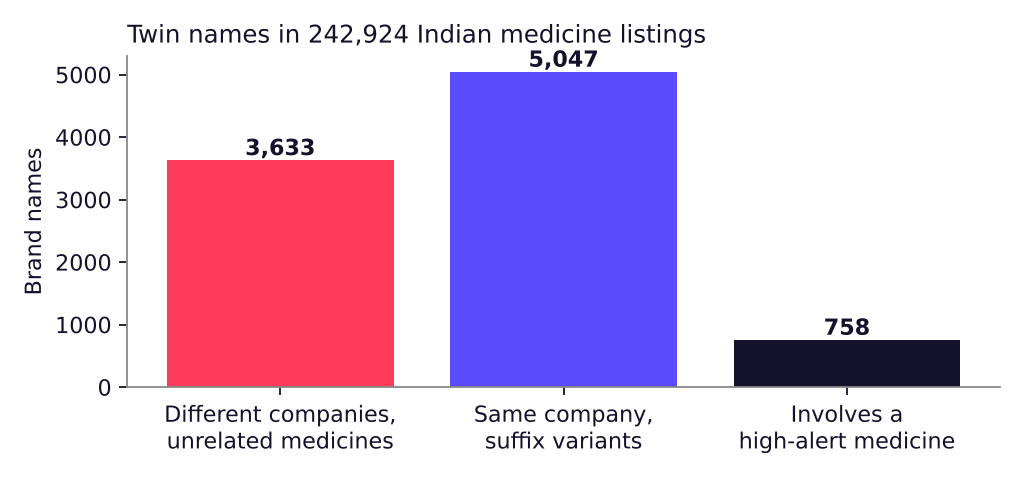 Twin names in 242,924 Indian medicine listings
Brand names
5000
4000
3000
2000
1000
0
3,633
5,047
758
Different companies,
unrelated medicines
Same company,
suffix variants
Involves a
high-alert medicine